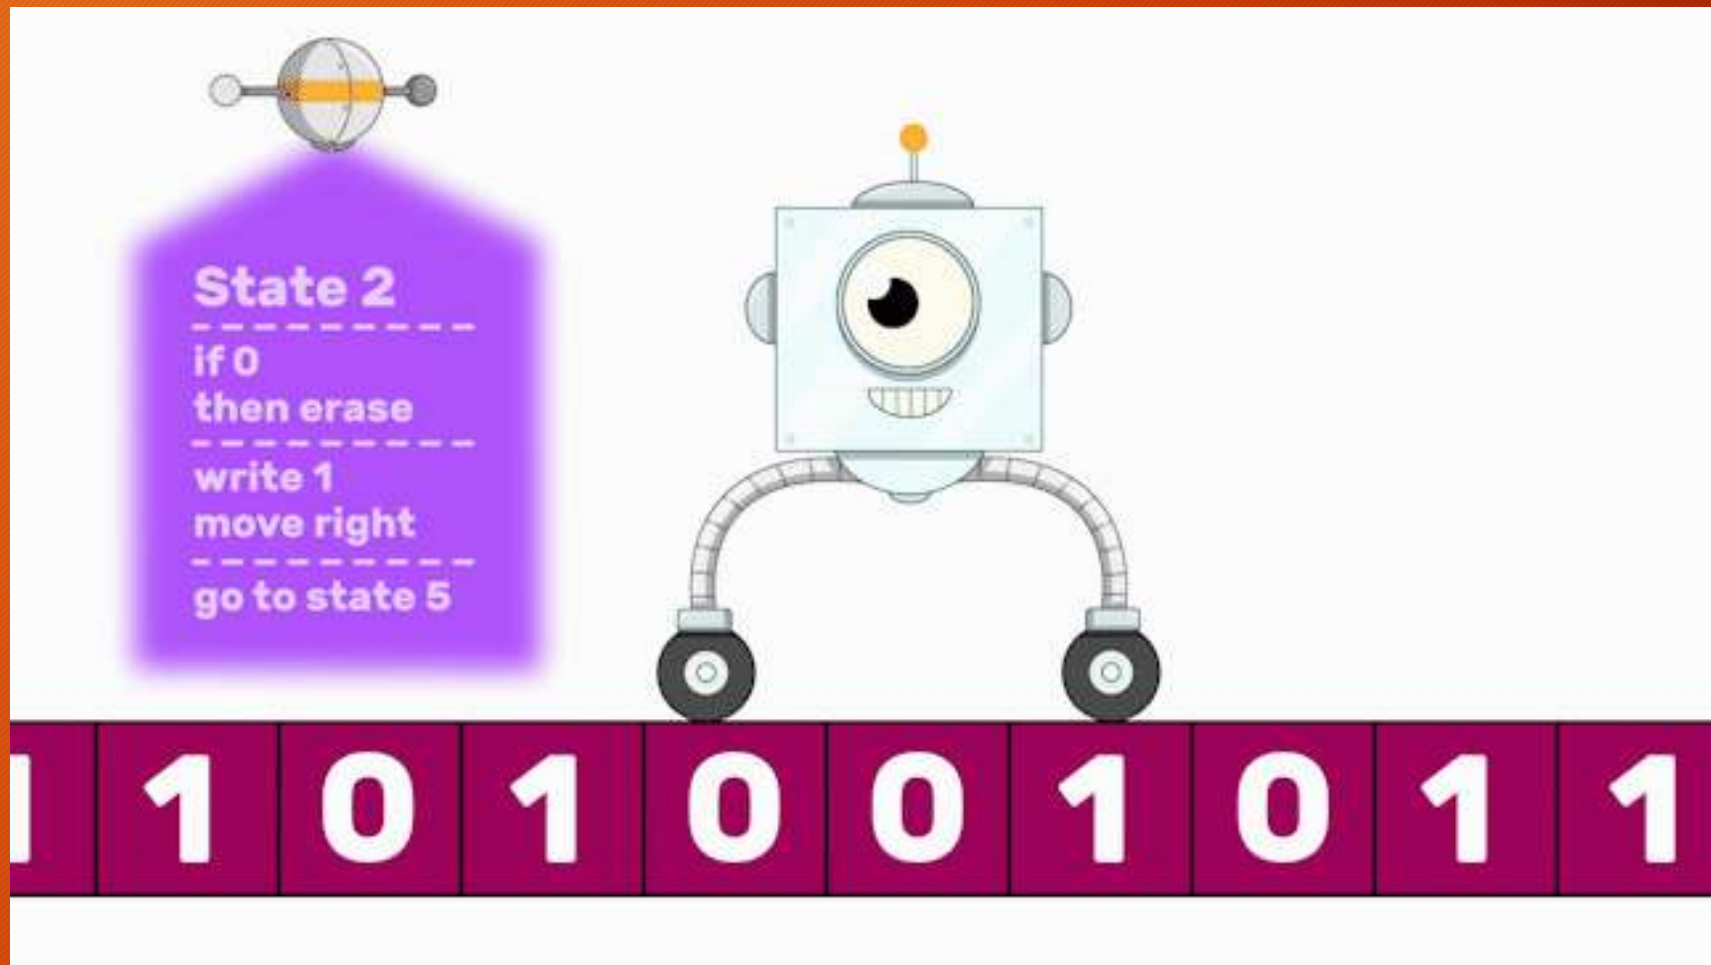 State 2
if 0
then erase
write 1
move right
go to state 5
1 1 0 1 0 0 1 0 1 1